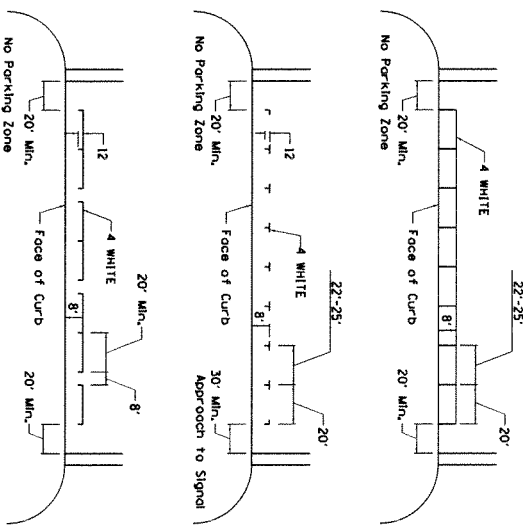 No Parking Zone
20' Min.
Face of Curb
4 WHITE
8'
22'-25'
20'
20' Min.
No Parking Zone
20' Min.
12
Face of Curb
4 WHITE
8'
22'-25'
20'
30' Min.
Approach to Signal
No Parking Zone
20' Min.
12
Face of Curb
4 WHITE
8'
20' Min.
8'
20' Min.